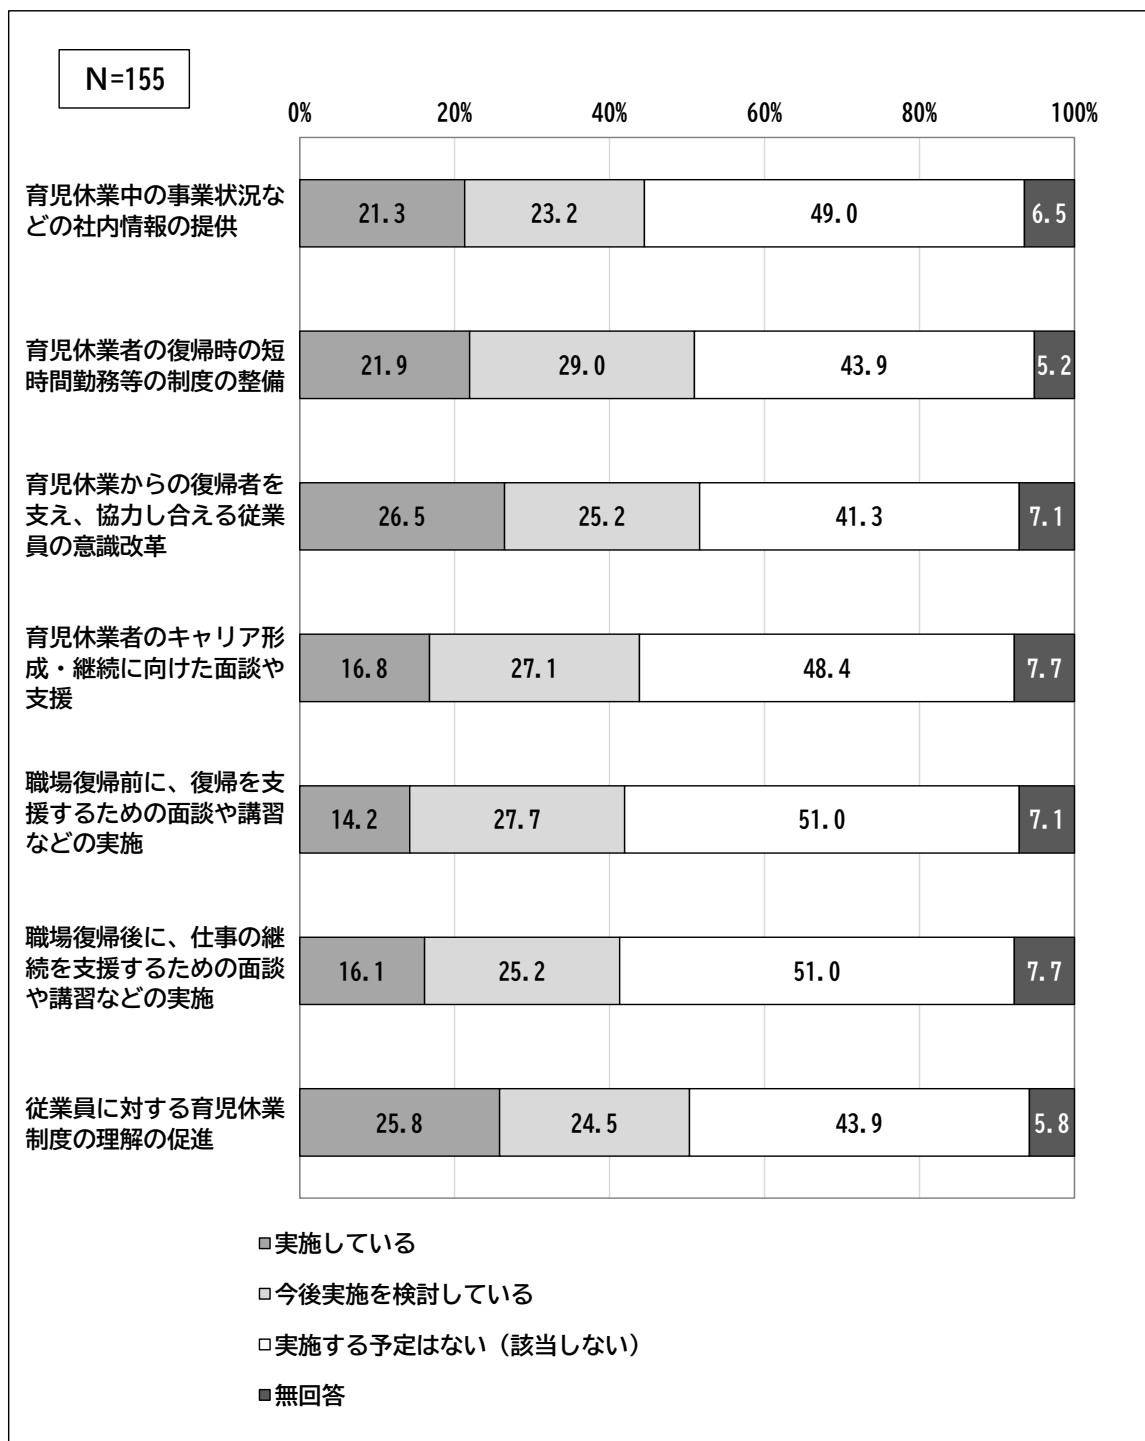 N=155
0% 20% 40% 60% 80% 100%
育児休業中の事業状況な
どの社内情報の提供
21.3 23.2 49.0 6.5
育児休業者の復帰時の短
時間勤務等の制度の整備
21.9 29.0 43.9 5.2
育児休業からの復帰者を
支え、協力し合える従業
員の意識改革
26.5 25.2 41.3 7.1
育児休業者のキャリア形
成・継続に向けた面談や
支援
16.8 27.1 48.4 7.7
職場復帰前に、復帰を支
援するための面談や講習
などの実施
14.2 27.7 51.0 7.1
職場復帰後に、仕事の継
続を支援するための面談
や講習などの実施
16.1 25.2 51.0 7.7
従業員に対する育児休業
制度の理解の促進
25.8 24.5 43.9 5.8
実施している
今後実施を検討している
実施する予定はない（該当しない）
無回答